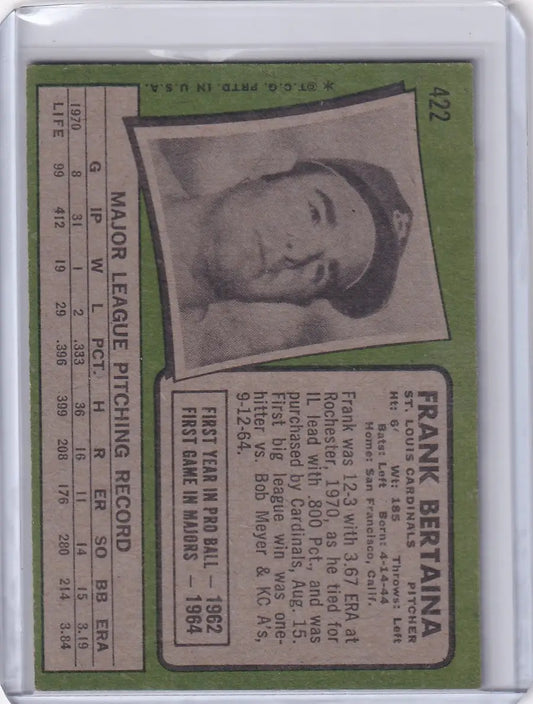 422
FRANK BERTAINA
ST. LOUIS CARDINALS PITCHER
Ht: 6' Wt: 185 Throws: Left
Bats: Left Born: 4-14-44
Home: San Francisco, Calif.
Frank was 12-3 with 3.67 ERA at
Rochester, 1970, as he tied for
IL lead with .800 Pct., and was
purchased by Cardinals, Aug. 15.
First big league win was one-
hitter vs. Bob Meyer & KC A's,
9-12-64.
FIRST YEAR IN PRO BALL — 1962
FIRST GAME IN MAJORS — 1964
MAJOR LEAGUE PITCHING RECORD
G IP W L PCT. H R ER SO BB ERA
1970 8 31 1 2 .333 36 16 11 14 15 3.19
LIFE 99 412 19 29 .396 399 208 176 280 214 3.84
* ©T.C.G. PRTD. IN U.S.A.